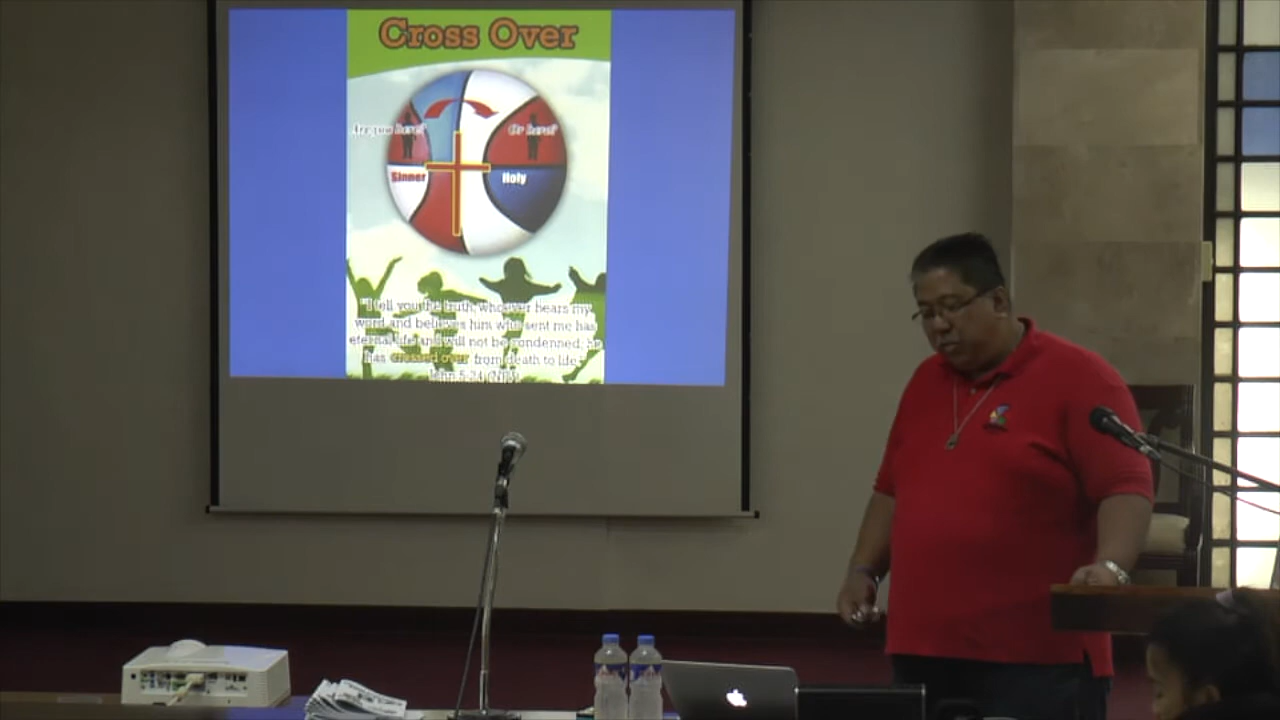 Cross Over
Are you here?
Or here?
Sinner
Holy
"I tell you the truth, whoever hears my
word and believes him who sent me has
eternal life and will not be condemned; he
has crossed over from death to life."
John 5:24 (NIV)